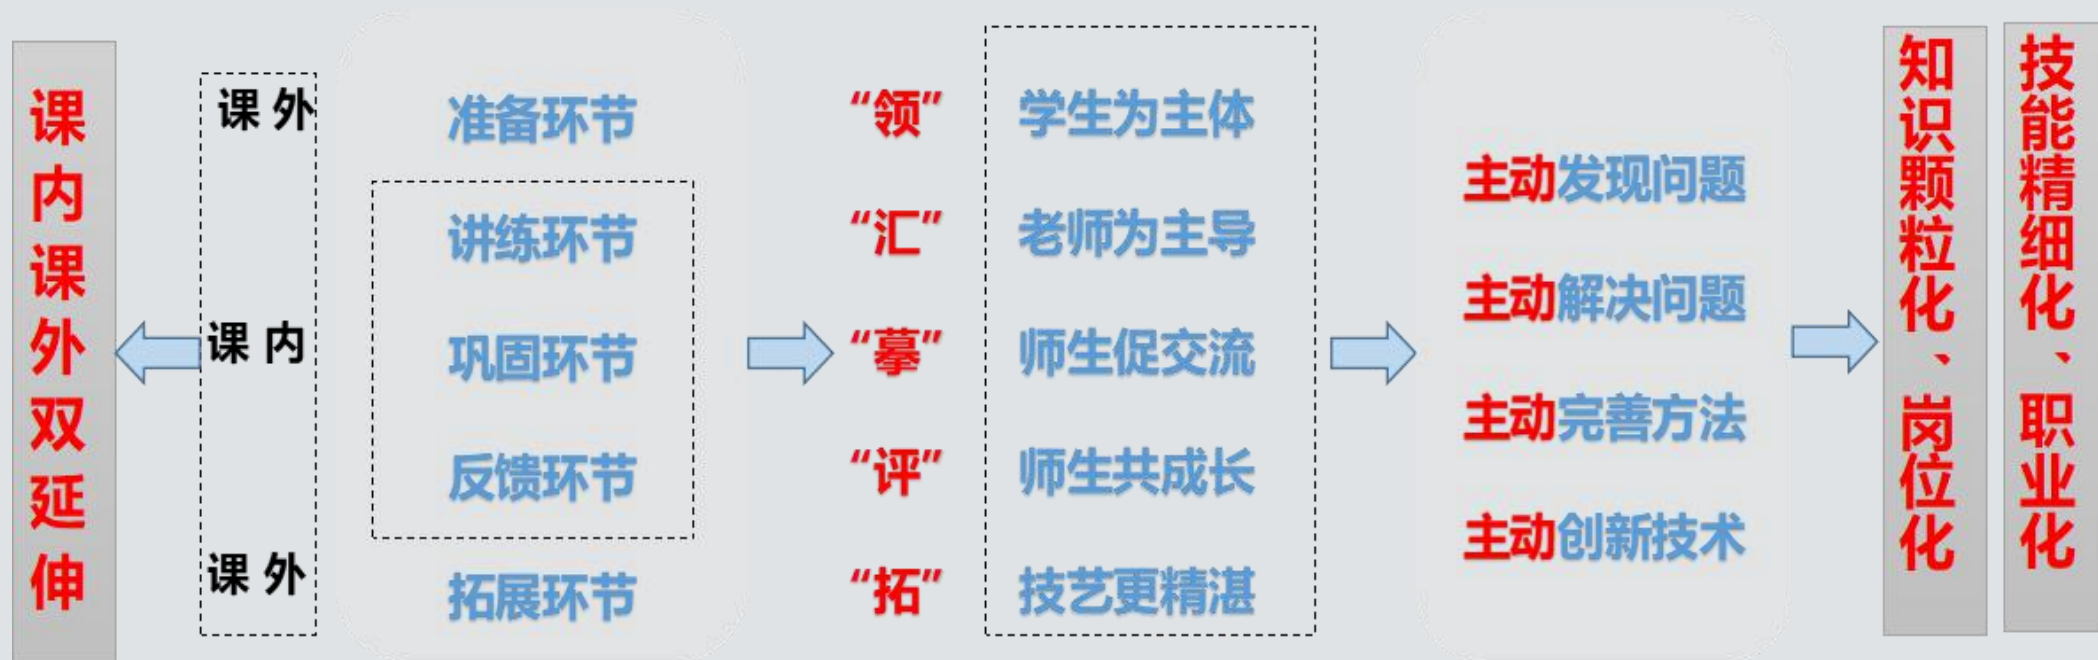 课内课外双延伸
课外
课内
课外
准备环节
讲练环节
巩固环节
反馈环节
拓展环节
“领”
“汇”
“摹”
“评”
“拓”
学生为主体
老师为主导
师生促交流
师生共成长
技艺更精湛
主动发现问题
主动解决问题
主动完善方法
主动创新技术
知识颗粒化、岗位化
技能精细化、职业化